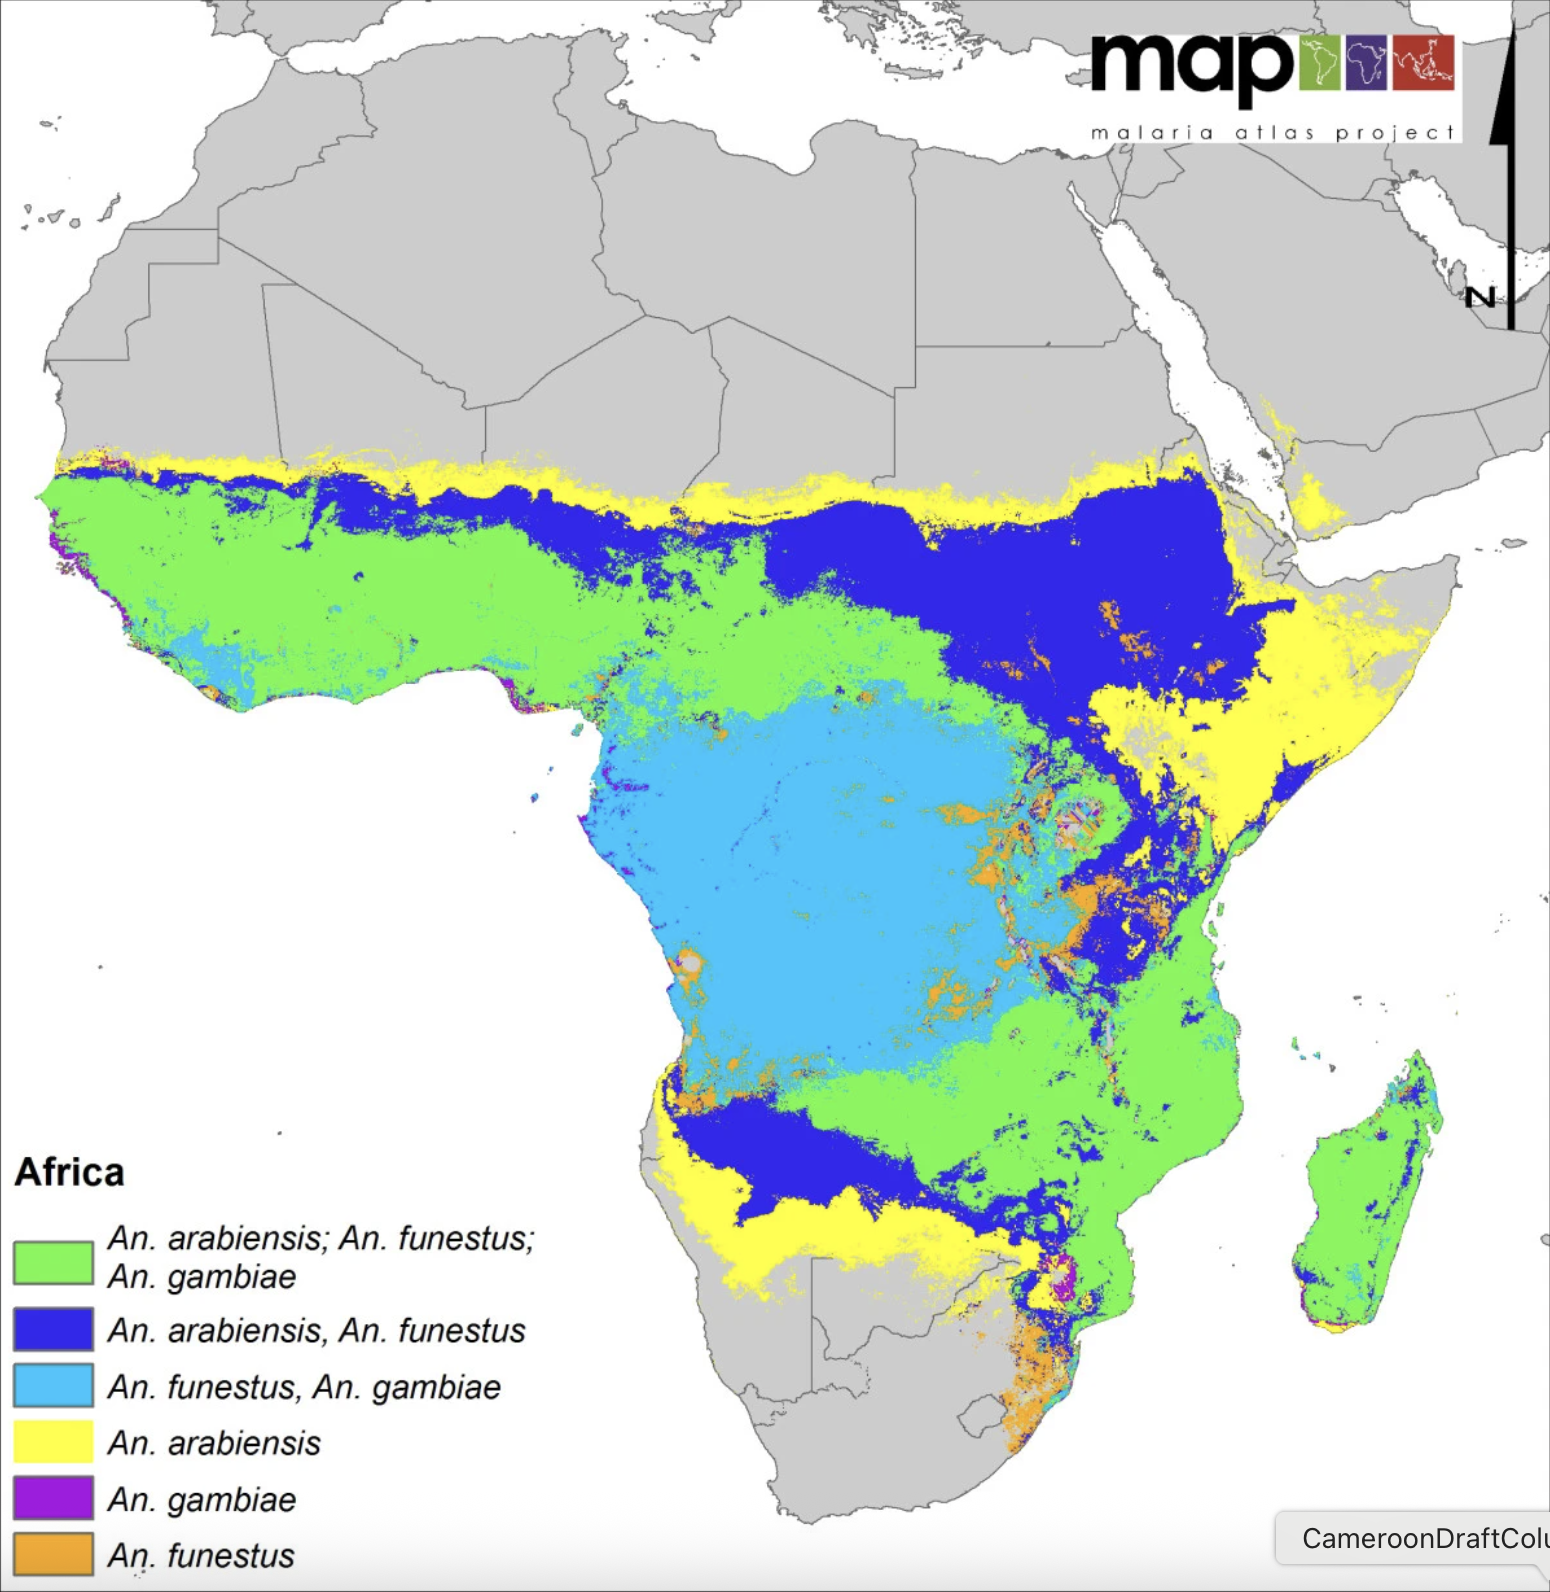 map
malaria atlas project
N
Africa
An. arabiensis; An. funestus;
An. gambiae
An. arabiensis, An. funestus
An. funestus, An. gambiae
An. arabiensis
An. gambiae
An. funestus
CameroonDraftColu